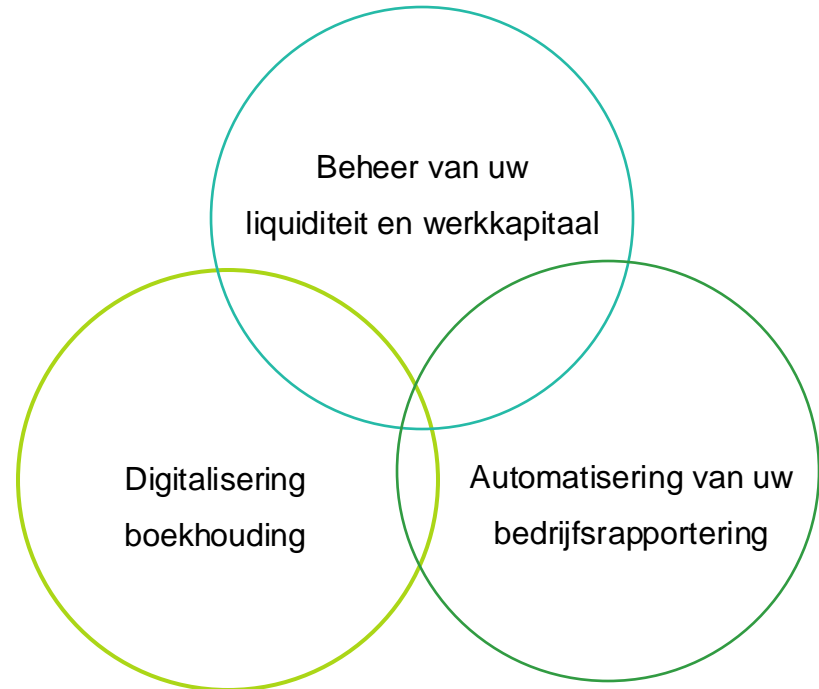 Beheer van uw
liquiditeit en werkkapitaal
Digitalisering
boekhouding
Automatisering van uw
bedrijfsrapportering